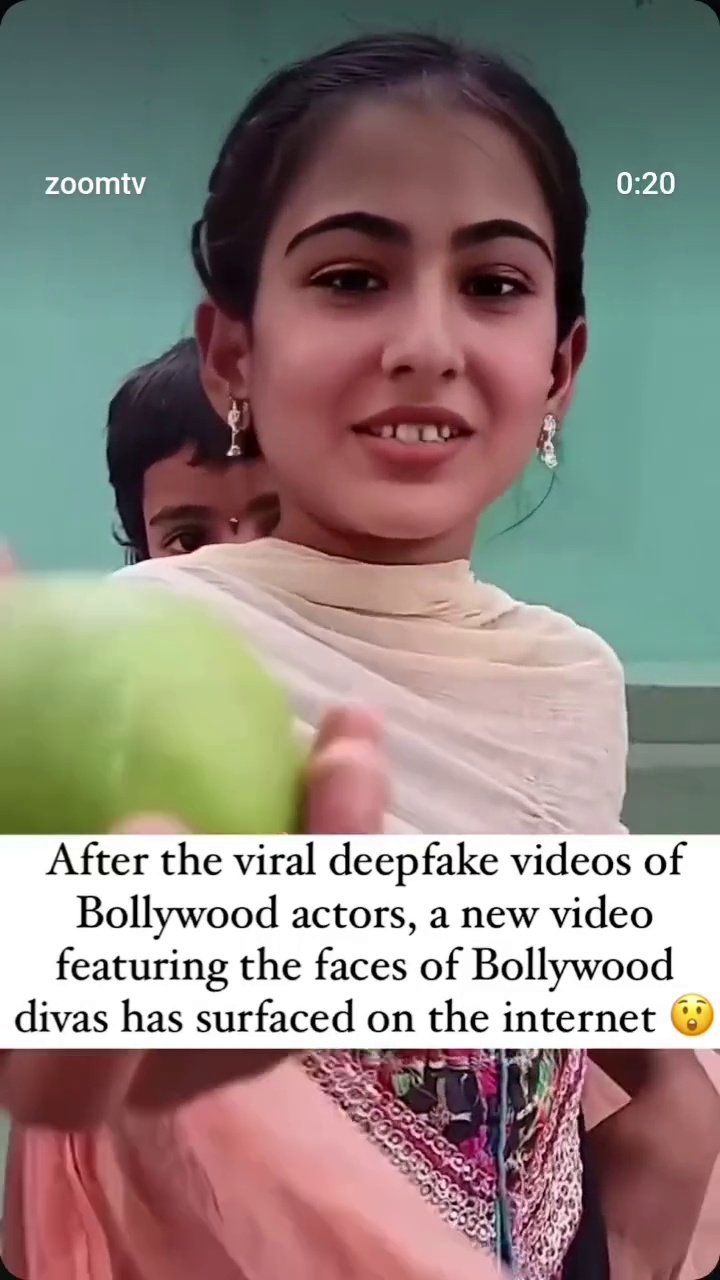 zoomtv 0:20
After the viral deepfake videos of
Bollywood actors, a new video
featuring the faces of Bollywood
divas has surfaced on the internet 😲